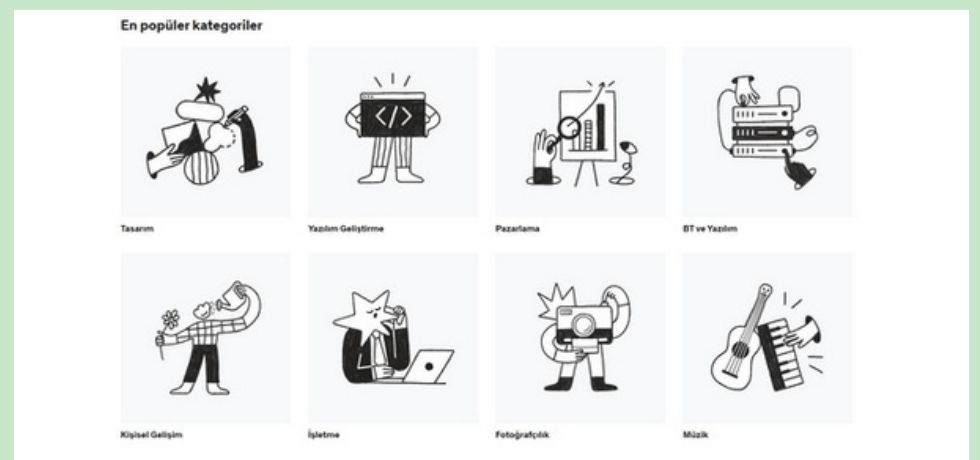 En popüler kategoriler
</>
Tasarım
Yazılım Geliştirme
Pazarlama
BT ve Yazılım
Kişisel Gelişim
İşletme
Fotoğrafçılık
Müzik